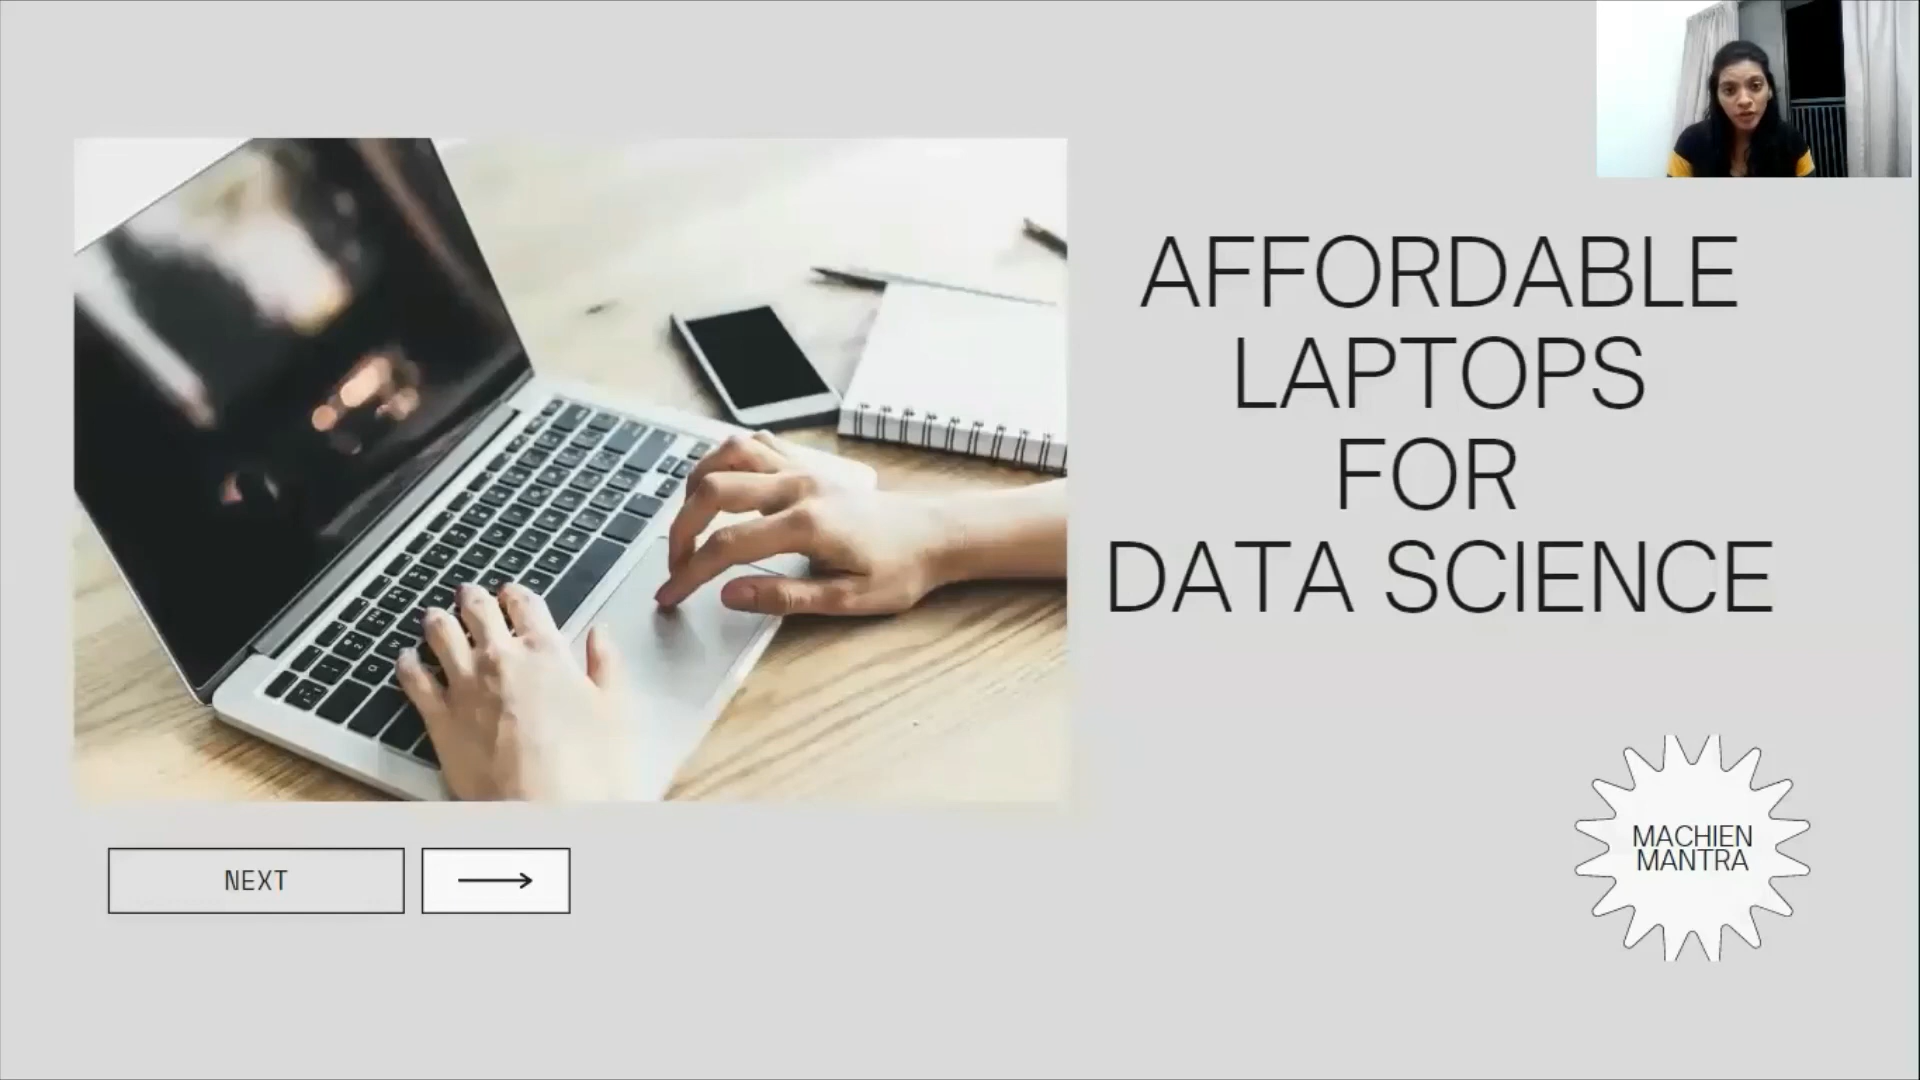 AFFORDABLE
LAPTOPS
FOR
DATA SCIENCE
NEXT
MACHIEN
MANTRA